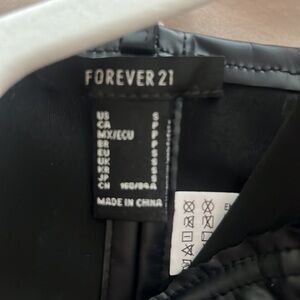 FOREVER 21
US S
CA P
MX/ECU P
BR P
EU S
UK S
KR S
JP S
CN 160/84A
MADE IN CHINA